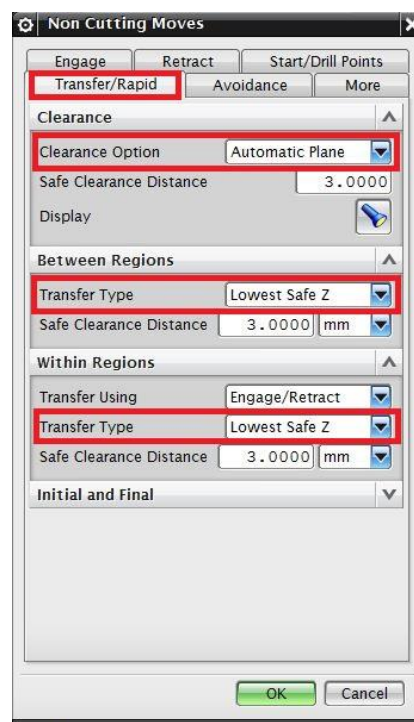 Non Cutting Moves
Engage Retract Start/Drill Points
Transfer/Rapid Avoidance More
Clearance
Clearance Option Automatic Plane
Safe Clearance Distance 3.0000
Display
Between Regions
Transfer Type Lowest Safe Z
Safe Clearance Distance 3.0000 mm
Within Regions
Transfer Using Engage/Retract
Transfer Type Lowest Safe Z
Safe Clearance Distance 3.0000 mm
Initial and Final
OK Cancel